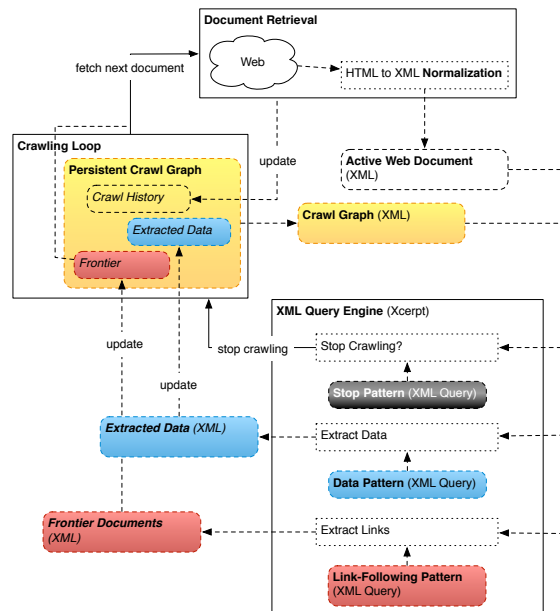 Document Retrieval
Web
HTML to XML Normalization
fetch next document
Crawling Loop
Persistent Crawl Graph
Crawl History
Extracted Data
Frontier
update
Active Web Document
(XML)
Crawl Graph (XML)
XML Query Engine (Xcerpt)
stop crawling
Stop Crawling?
Stop Pattern (XML Query)
update
update
Extracted Data (XML)
Extract Data
Data Pattern (XML Query)
Frontier Documents
(XML)
Extract Links
Link-Following Pattern
(XML Query)